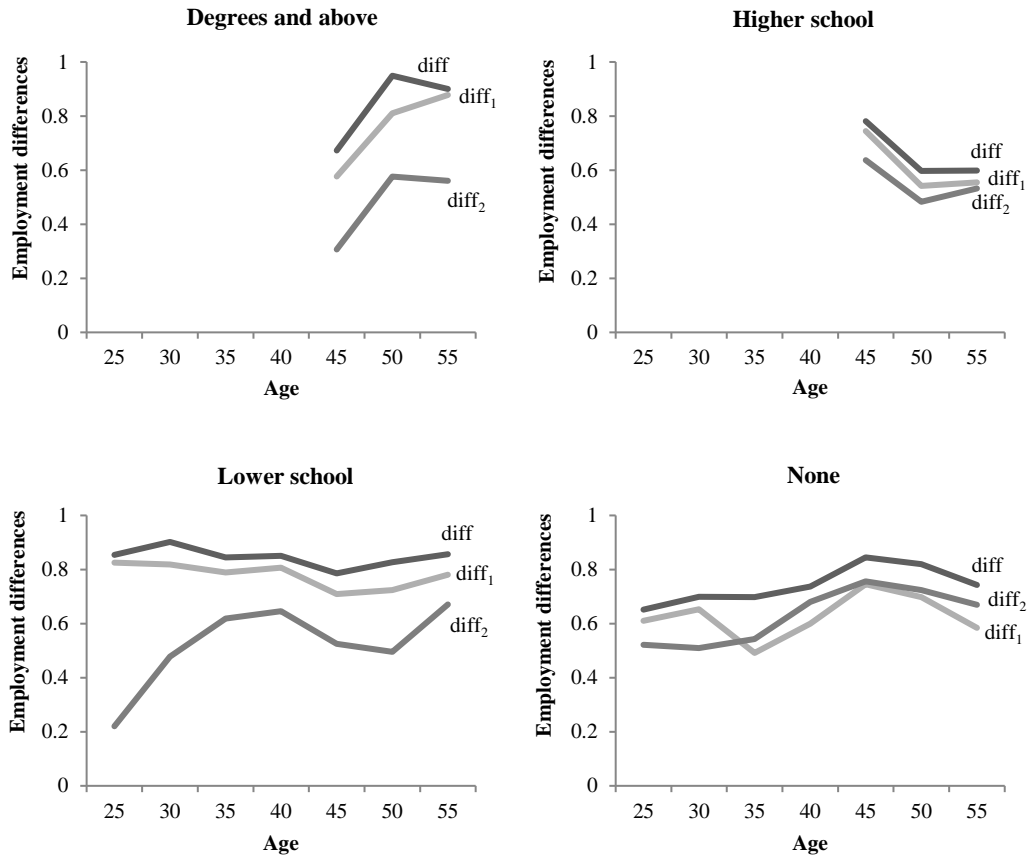 Degrees and above
Employment differences
1
0.8
0.6
0.4
0.2
0
diff
diff₁
diff₂
25 30 35 40 45 50 55
Age
Higher school
Employment differences
1
0.8
0.6
0.4
0.2
0
diff
diff₁
diff₂
25 30 35 40 45 50 55
Age
Lower school
Employment differences
1
0.8
0.6
0.4
0.2
0
diff
diff₁
diff₂
25 30 35 40 45 50 55
Age
None
Employment differences
1
0.8
0.6
0.4
0.2
0
diff
diff₂
diff₁
25 30 35 40 45 50 55
Age